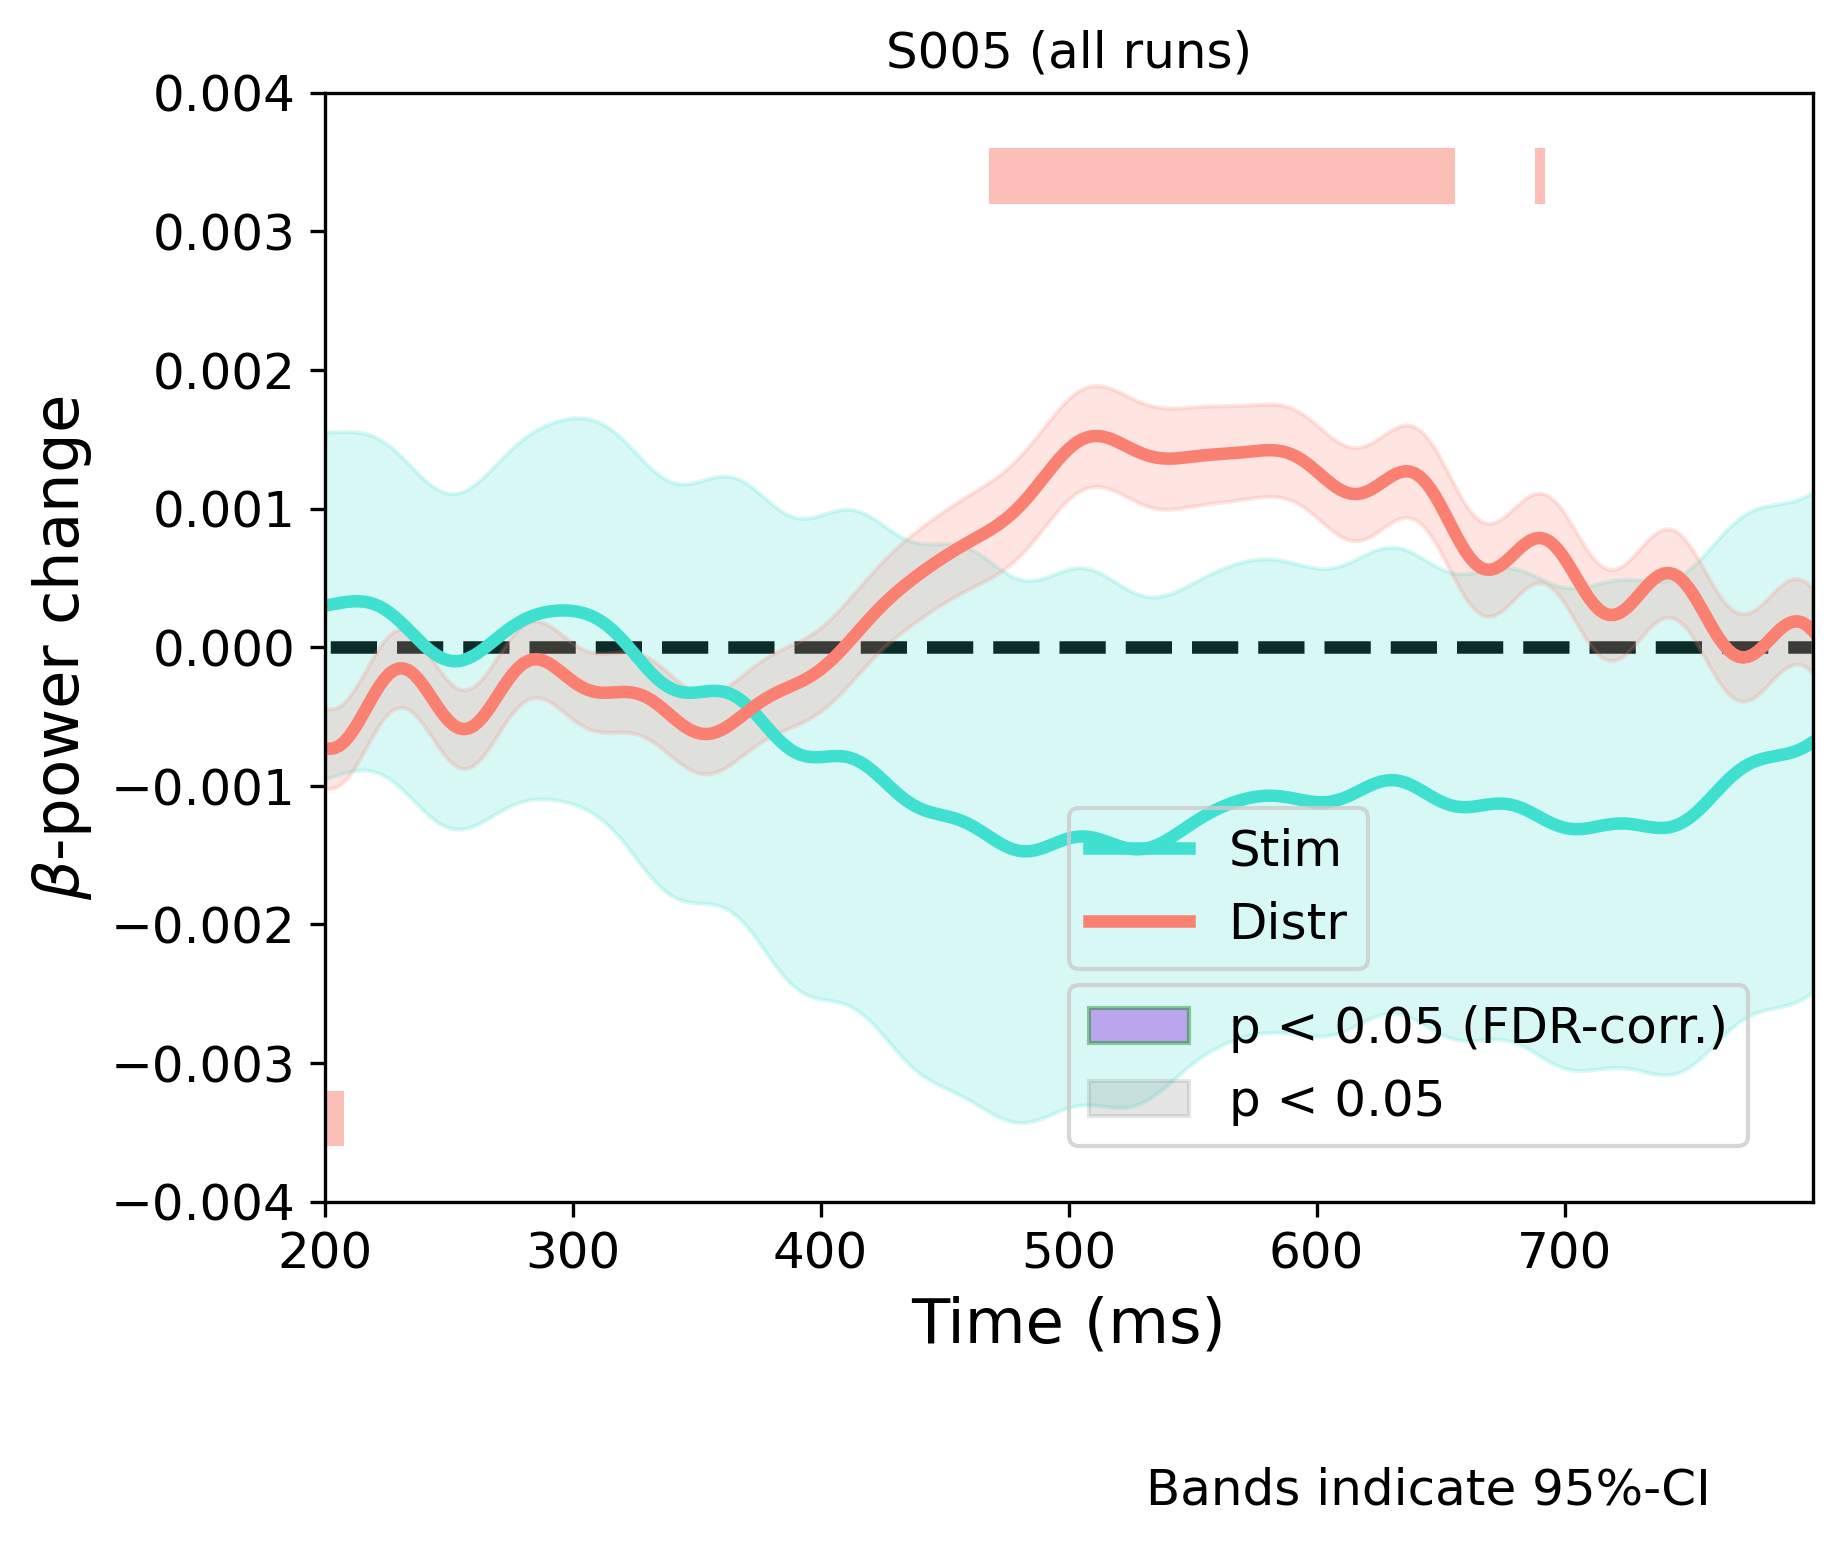 S005 (all runs)
0.004
0.003
0.002
0.001
0.000
−0.001
−0.002
−0.003
−0.004
β-power change
Stim
Distr
p < 0.05 (FDR-corr.)
p < 0.05
200 300 400 500 600 700
Time (ms)
Bands indicate 95%-CI